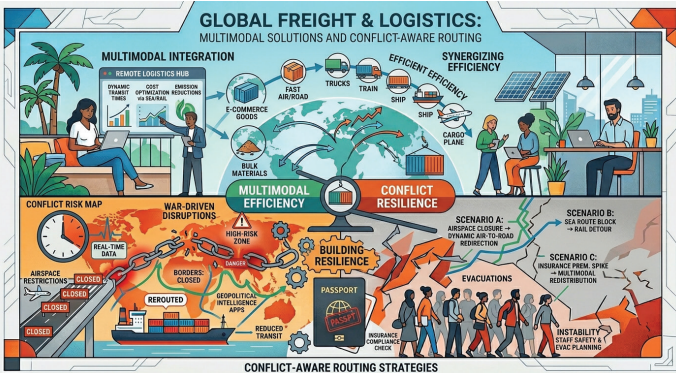 GLOBAL FREIGHT & LOGISTICS:
MULTIMODAL SOLUTIONS AND CONFLICT-AWARE ROUTING
MULTIMODAL INTEGRATION
REMOTE LOGISTICS HUB
DYNAMIC
TRANSIT
TIMES
COST
OPTIMIZATION
via SEA/RAIL
EMISSION
REDUCTIONS
E-COMMERCE
GOODS
BULK
MATERIALS
FAST
AIR/ROAD
TRUCKS
TRAIN
SHIP
SHIP
CARGO
PLANE
EFFICIENT EFFICIENCY
SYNERGIZING
EFFICIENCY
MULTIMODAL
EFFICIENCY
CONFLICT
RESILIENCE
CONFLICT RISK MAP
REAL-TIME
DATA
WAR-DRIVEN
DISRUPTIONS
HIGH-RISK
ZONE
DANGER
AIRSPACE
RESTRICTIONS
CLOSED
CLOSED
CLOSED
CLOSED
BORDERS:
CLOSED
REROUTED
GEOPOLITICAL
INTELLIGENCE
APPS
REDUCED
TRANSIT
BUILDING
RESILIENCE
PASSPORT
INSURANCE
COMPLIANCE
CHECK
SCENARIO A:
AIRSPACE CLOSURE →
DYNAMIC AIR-TO-ROAD
REDIRECTION
SCENARIO B:
SEA ROUTE BLOCK
→ RAIL DETOUR
SCENARIO C:
INSURANCE PREM. SPIKE
→ MULTIMODAL
REDISTRIBUTION
EVACUATIONS
INSTABILITY
STAFF SAFETY &
EVAC PLANNING
CONFLICT-AWARE ROUTING STRATEGIES